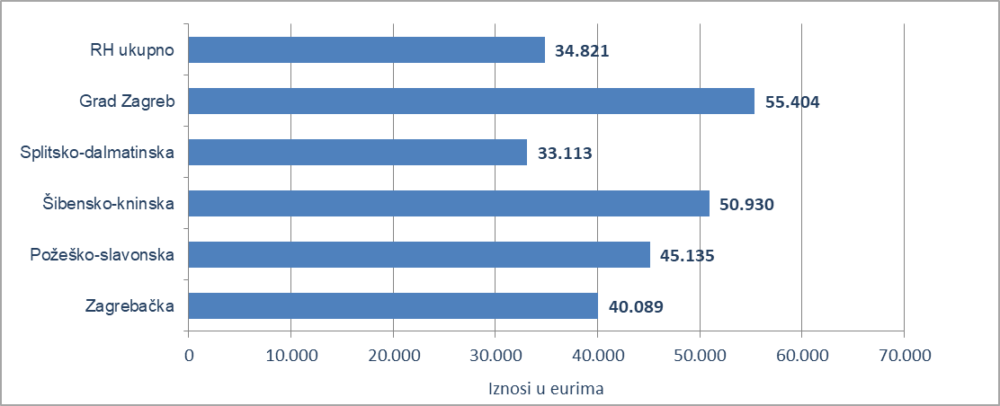 RH ukupno 34.821
Grad Zagreb 55.404
Splitsko-dalmatinska 33.113
Šibensko-kninska 50.930
Požeško-slavonska 45.135
Zagrebačka 40.089
0 10.000 20.000 30.000 40.000 50.000 60.000 70.000
Iznosi u eurima